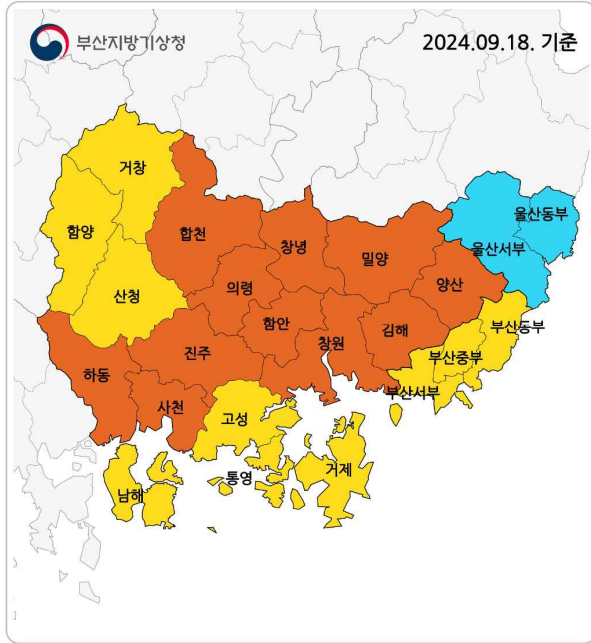 부산지방기상청
2024.09.18. 기준
거창
함양
합천
창녕
밀양
울산동부
울산서부
산청
의령
양산
함안
창원
김해
진주
부산동부
부산중부
하동
사천
부산서부
고성
통영
거제
남해